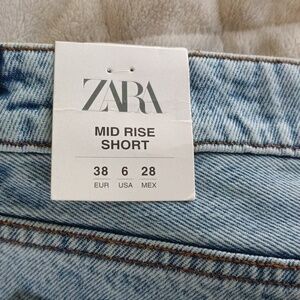 ZARA
MID RISE
SHORT
38 6 28
EUR USA MEX